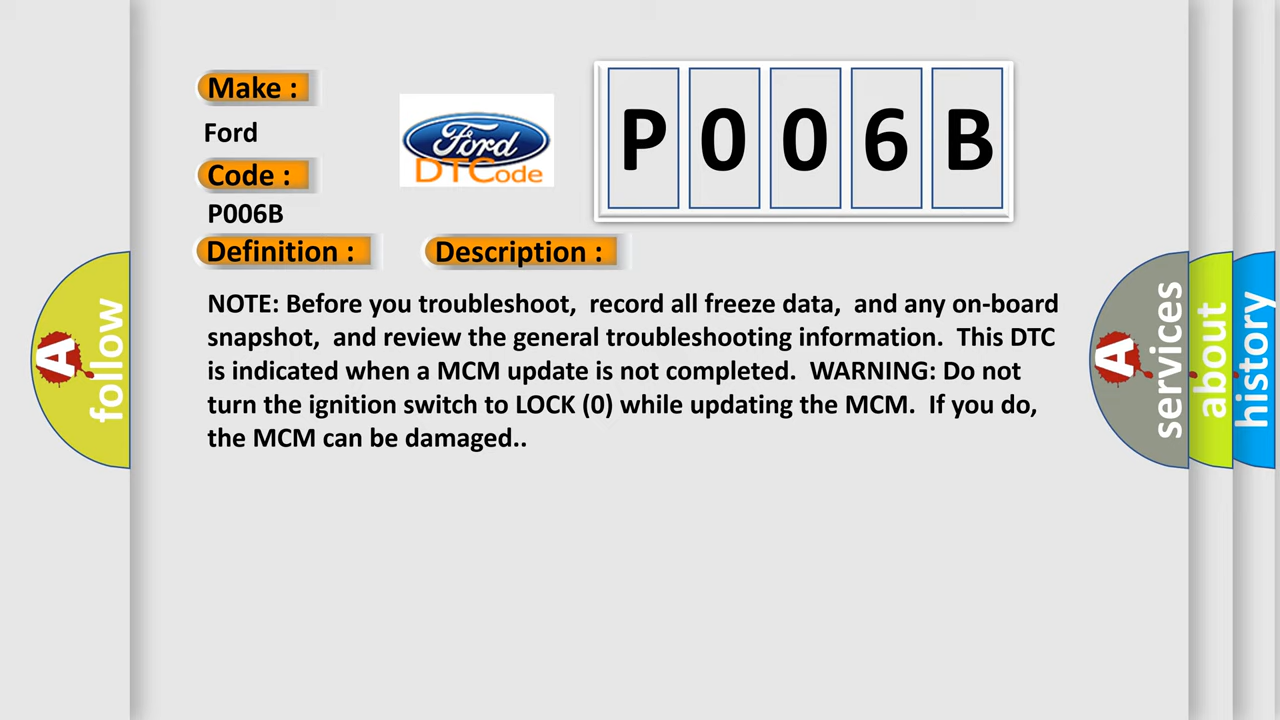 Make :
Ford
Code :
P006B
Ford
DTCode
P006B
Definition :
Description :
NOTE: Before you troubleshoot,  record all freeze data,  and any on-board
snapshot,  and review the general troubleshooting information.  This DTC
is indicated when a MCM update is not completed.  WARNING: Do not
turn the ignition switch to LOCK (0) while updating the MCM.  If you do,
the MCM can be damaged..
A follow
A services
about
history